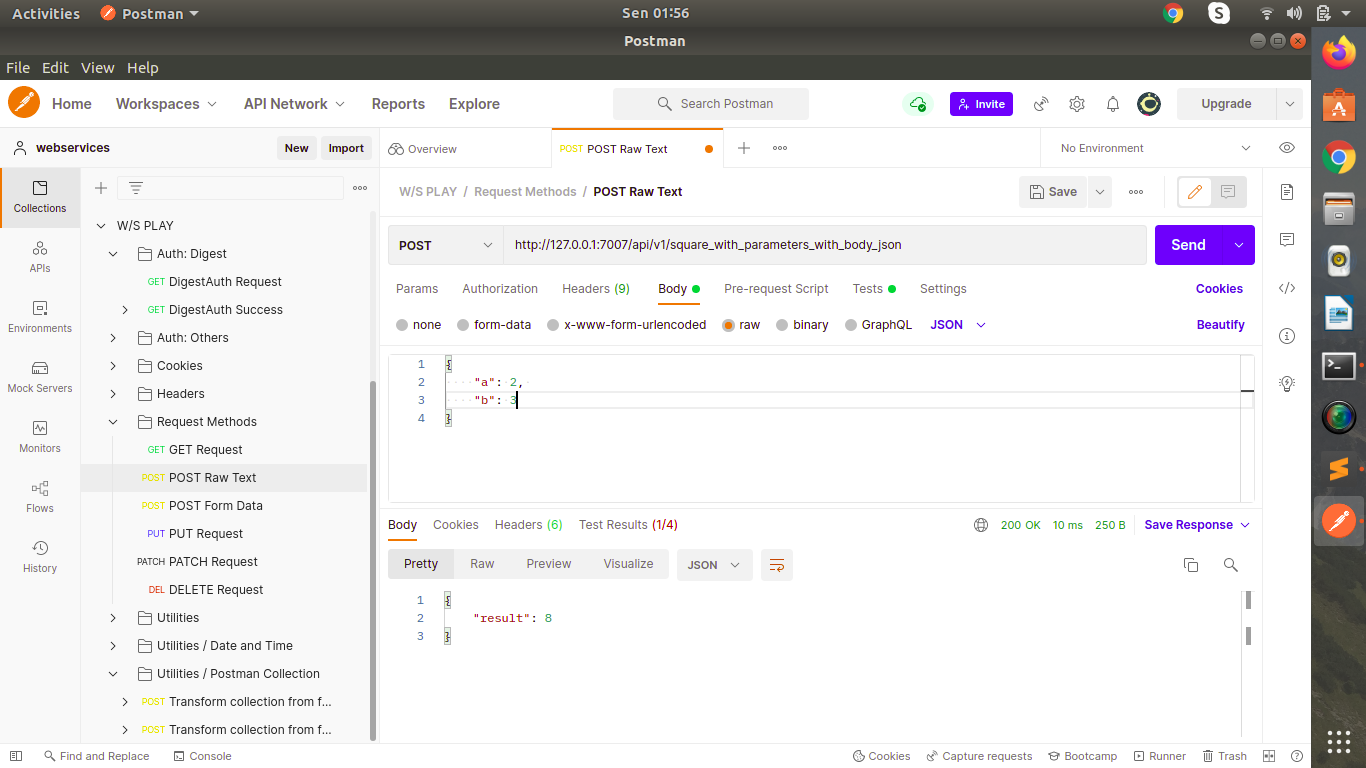 Activities Postman Sen 01:56
Postman
File Edit View Help
Home Workspaces API Network Reports Explore Search Postman Invite Upgrade
webservices New Import Overview POST POST Raw Text No Environment
Collections
APIs
Environments
Mock Servers
Monitors
Flows
History
W/S PLAY
Auth: Digest
GET DigestAuth Request
GET DigestAuth Success
Auth: Others
Cookies
Headers
Request Methods
GET GET Request
POST POST Raw Text
POST POST Form Data
PUT PUT Request
PATCH PATCH Request
DEL DELETE Request
Utilities
Utilities / Date and Time
Utilities / Postman Collection
POST Transform collection from f...
POST Transform collection from f...
W/S PLAY / Request Methods / POST Raw Text Save
POST http://127.0.0.1:7007/api/v1/square_with_parameters_with_body_json Send
Params Authorization Headers (9) Body Pre-request Script Tests Settings Cookies
none form-data x-www-form-urlencoded raw binary GraphQL JSON Beautify
1 {
2 "a": 2,
3 "b": 3
4 }
Body Cookies Headers (6) Test Results (1/4) 200 OK 10 ms 250 B Save Response
Pretty Raw Preview Visualize JSON
1 {
2 "result": 8
3 }
Find and Replace Console Cookies Capture requests Bootcamp Runner Trash